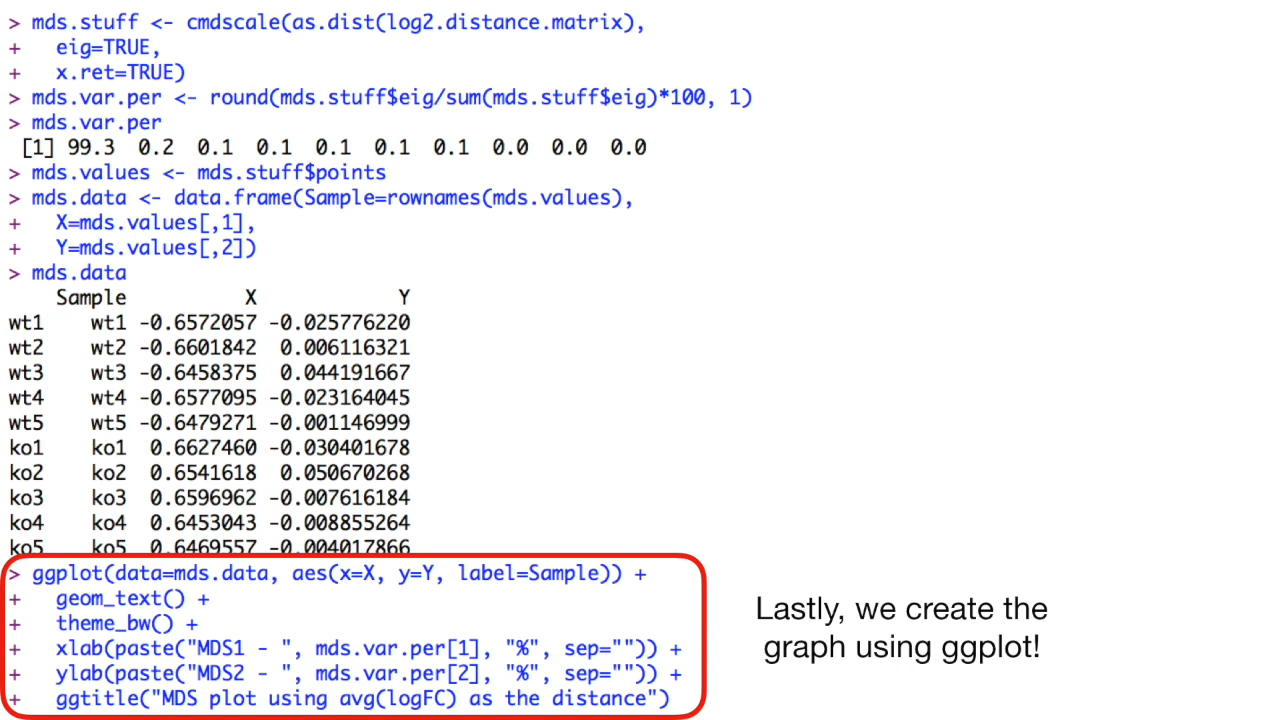 > mds.stuff <- cmdscale(as.dist(log2.distance.matrix),
+   eig=TRUE,
+   x.ret=TRUE)
> mds.var.per <- round(mds.stuff$eig/sum(mds.stuff$eig)*100, 1)
> mds.var.per
[1] 99.3  0.2  0.1  0.1  0.1  0.1  0.1  0.0  0.0  0.0
> mds.values <- mds.stuff$points
> mds.data <- data.frame(Sample=rownames(mds.values),
+   X=mds.values[,1],
+   Y=mds.values[,2])
> mds.data
    Sample          X            Y
wt1    wt1 -0.6572057 -0.025776220
wt2    wt2 -0.6601842  0.006116321
wt3    wt3 -0.6458375  0.044191667
wt4    wt4 -0.6577095 -0.023164045
wt5    wt5 -0.6479271 -0.001146999
ko1    ko1  0.6627460 -0.030401678
ko2    ko2  0.6541618  0.050670268
ko3    ko3  0.6596962 -0.007616184
ko4    ko4  0.6453043 -0.008855264
ko5    ko5  0.6469557 -0.004017866
> ggplot(data=mds.data, aes(x=X, y=Y, label=Sample)) +
+   geom_text() +
+   theme_bw() +
+   xlab(paste("MDS1 - ", mds.var.per[1], "%", sep="")) +
+   ylab(paste("MDS2 - ", mds.var.per[2], "%", sep="")) +
+   ggtitle("MDS plot using avg(logFC) as the distance")
Lastly, we create the
graph using ggplot!